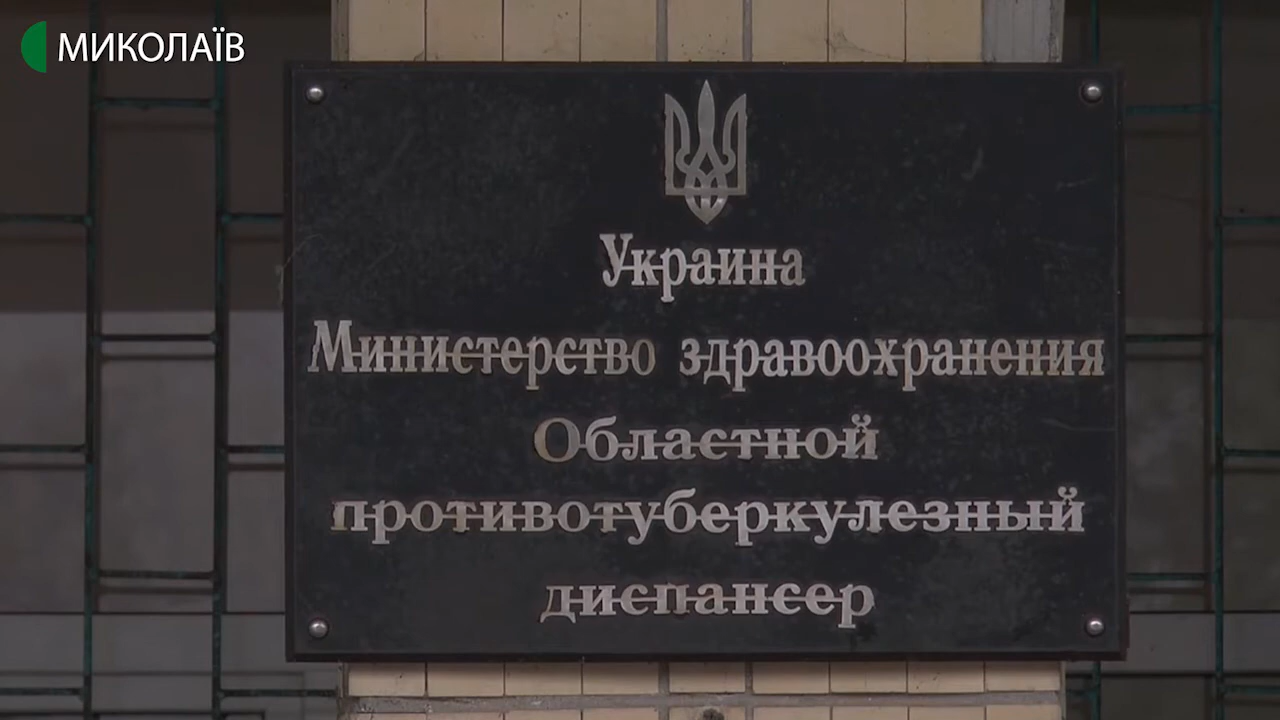 МИКОЛАЇВ
Украина
Министерство здравоохранения
Областной
противотуберкулезный
диспансер